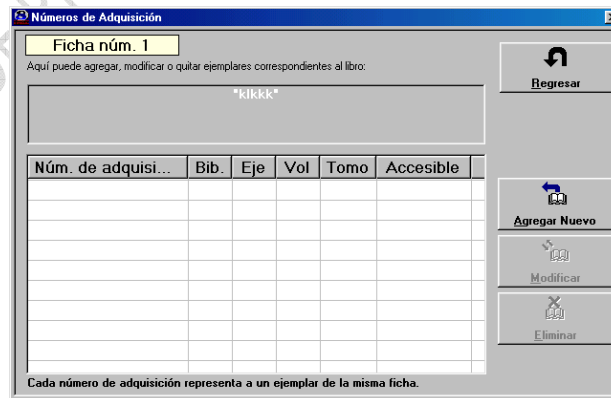 Números de Adquisición
Ficha núm. 1
Aquí puede agregar, modificar o quitar ejemplares correspondientes al libro:
"klkkk"
Regresar
Núm. de adquisi... Bib. Eje Vol Tomo Accesible
Agregar Nuevo
Modificar
Eliminar
Cada número de adquisición representa a un ejemplar de la misma ficha.